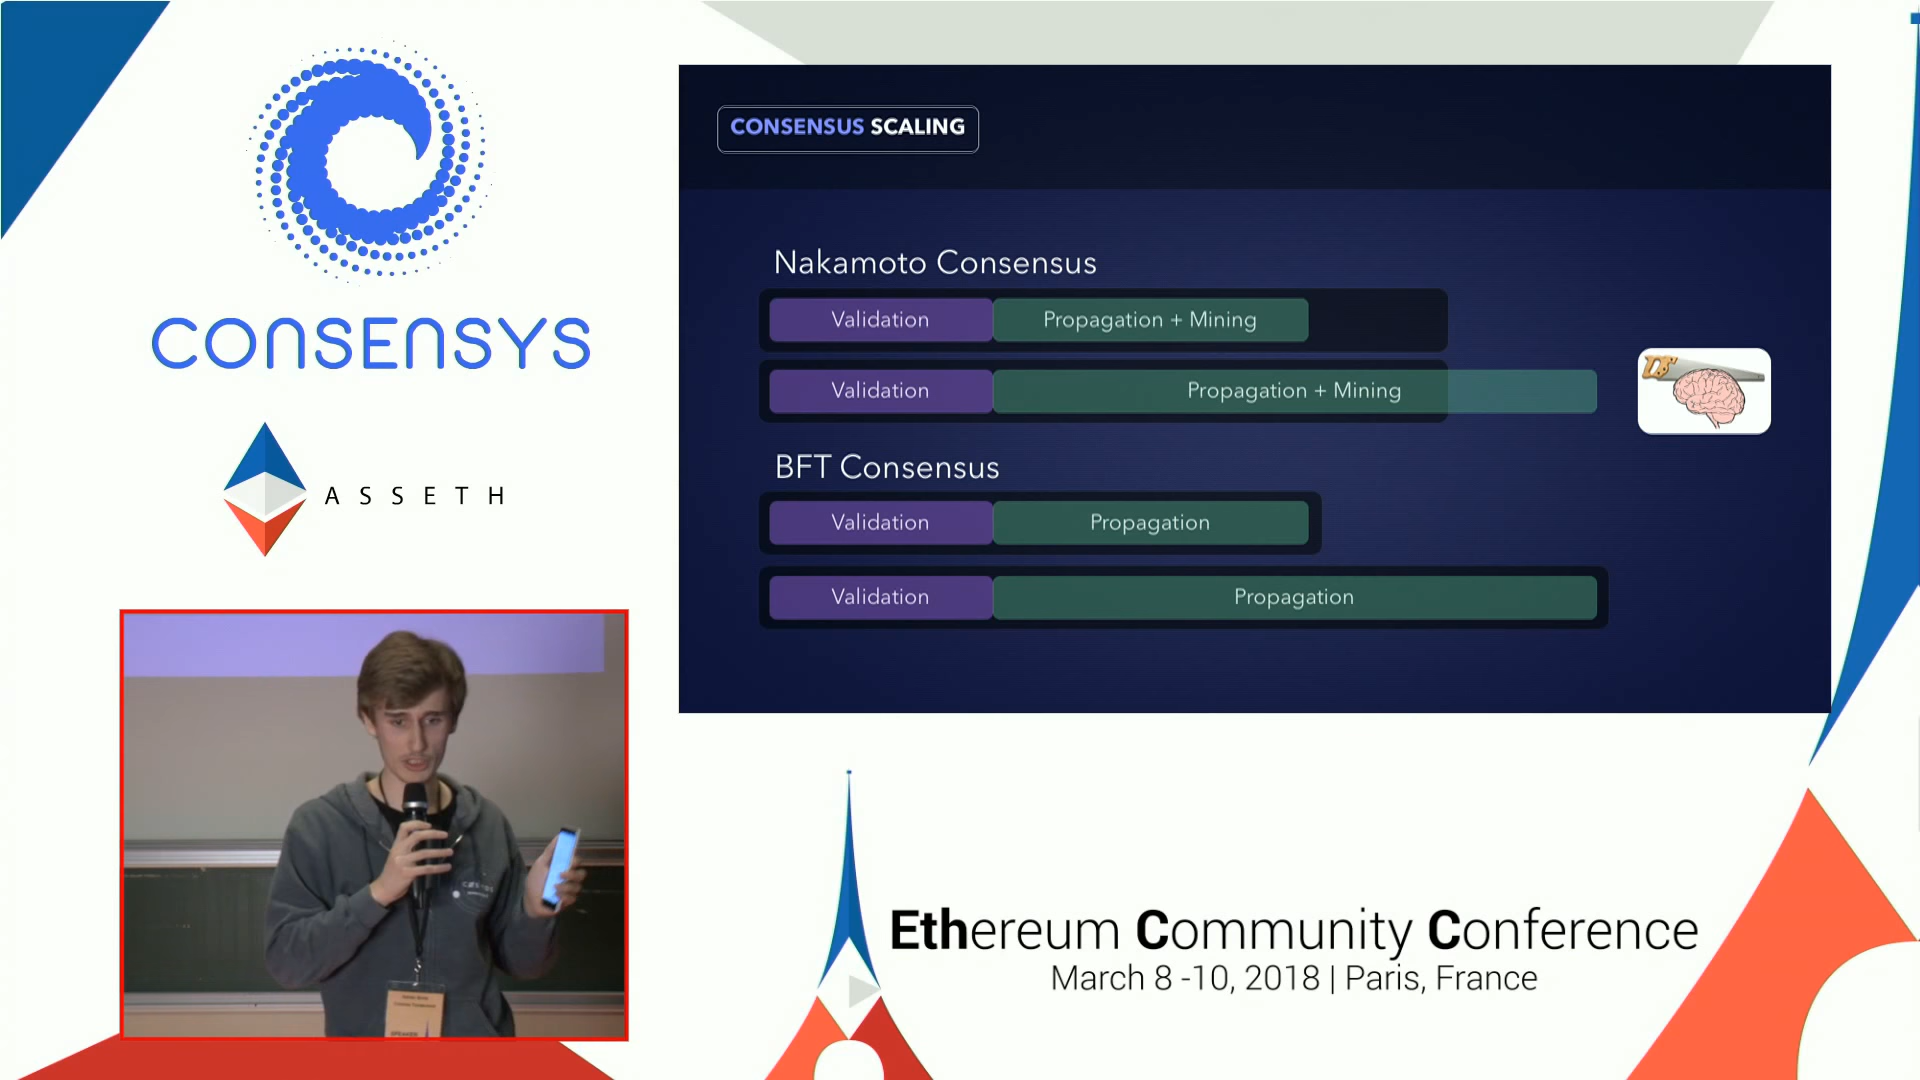 CONSENSYS
ASSETH
CONSENSUS SCALING
Nakamoto Consensus
Validation
Propagation + Mining
Validation
Propagation + Mining
BFT Consensus
Validation
Propagation
Validation
Propagation
Ethereum Community Conference
March 8 -10, 2018 | Paris, France